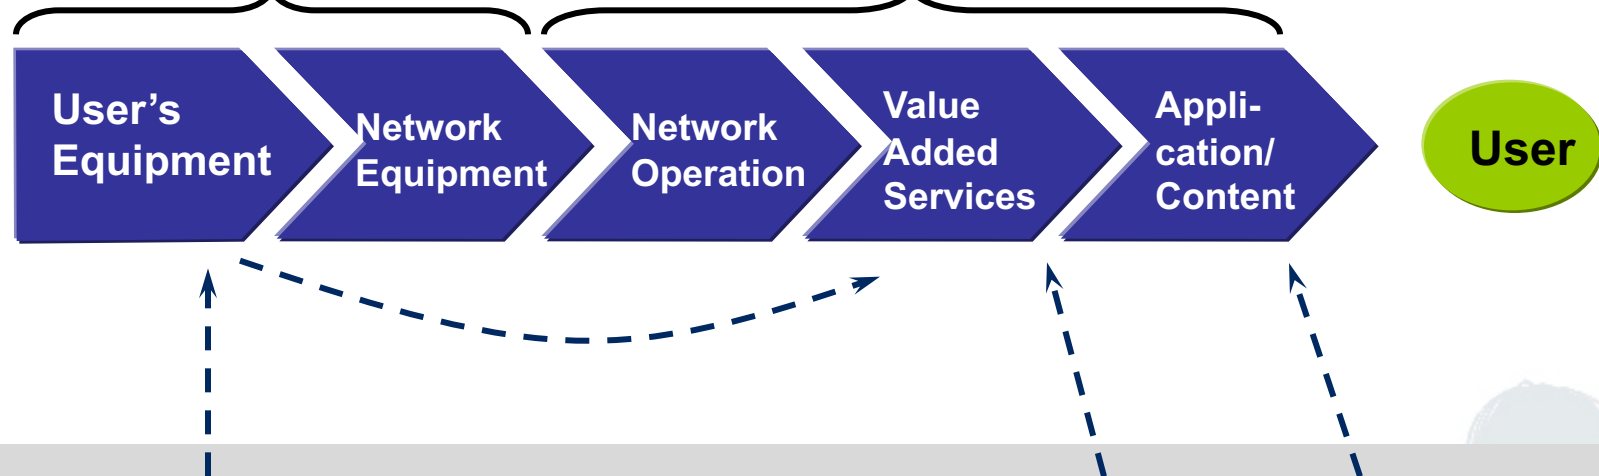 User’s
Equipment
Network
Equipment
Network
Operation
Value
Added
Services
Appli-
cation/
Content
User